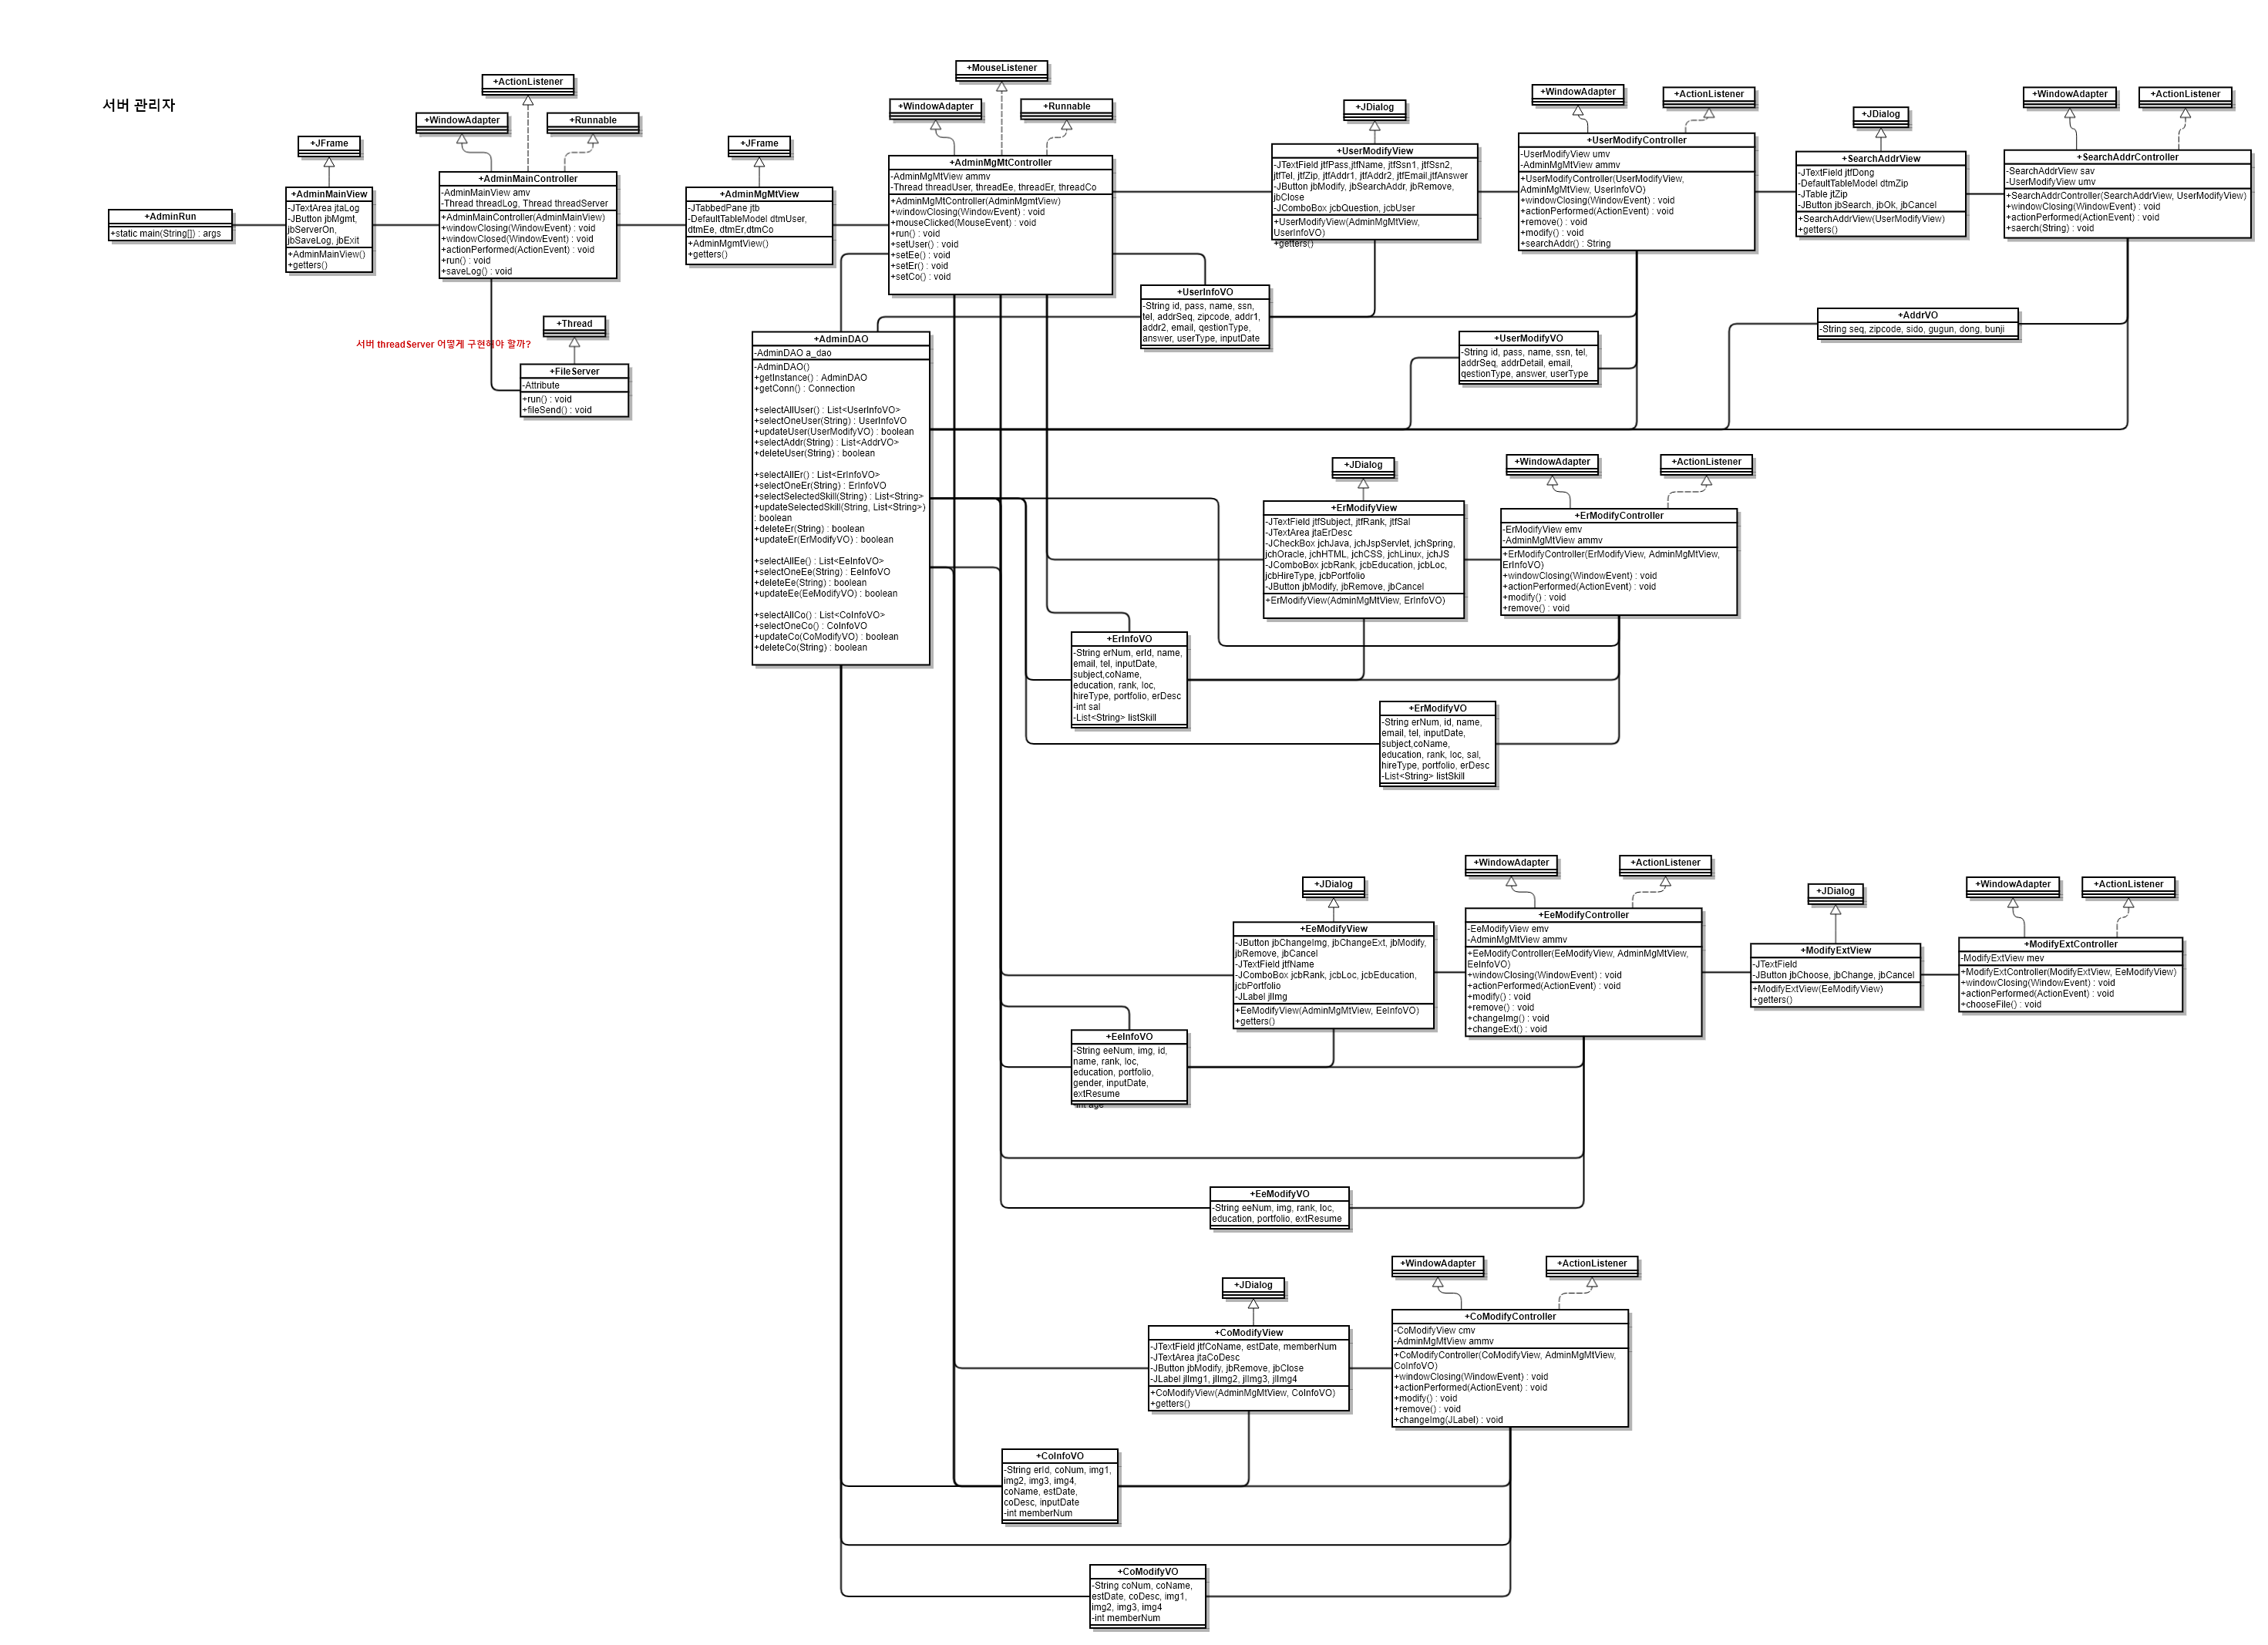 서버 관리자
+JFrame
+AdminRun
+static main(String[]) : args
+AdminMainView
-JTextArea jtaLog
-JButton jbMgmt,
jbServerOn,
jbSaveLog, jbExit
+AdminMainView()
+getters()
+ActionListener
+WindowAdapter
+Runnable
+AdminMainController
-AdminMainView amv
-Thread threadLog, Thread threadServer
+AdminMainController(AdminMainView)
+windowClosing(WindowEvent) : void
+windowClosed(WindowEvent) : void
+actionPerformed(ActionEvent) : void
+run() : void
+saveLog() : void
서버 threadServer 어떻게 구현해야 할까?
+Thread
+FileServer
-Attribute
+run() : void
+fileSend() : void
+JFrame
+AdminMgMtView
-JTabbedPane jtb
-DefaultTableModel dtmUser,
dtmEe, dtmEr,dtmCo
+AdminMgmtView()
+getters()
+MouseListener
+WindowAdapter
+Runnable
+AdminMgMtController
-AdminMgMtView ammv
-Thread threadUser, threadEe, threadEr, threadCo
+AdminMgMtController(AdminMgmtView)
+windowClosing(WindowEvent) : void
+mouseClicked(MouseEvent) : void
+run() : void
+setUser() : void
+setEe() : void
+setEr() : void
+setCo() : void
+JDialog
+UserModifyView
-JTextField jtfPass,jtfName, jtfSsn1, jtfSsn2,
jtfTel, jtfZip, jtfAddr1, jtfAddr2, jtfEmail,jtfAnswer
-JButton jbModify, jbSearchAddr, jbRemove,
jbClose
-JComboBox jcbQuestion, jcbUser
+UserModifyView(AdminMgMtView,
UserInfoVO)
+getters()
+WindowAdapter
+ActionListener
+UserModifyController
-UserModifyView umv
-AdminMgMtView ammv
+UserModifyController(UserModifyView,
AdminMgMtView, UserInfoVO)
+windowClosing(WindowEvent) : void
+actionPerformed(ActionEvent) : void
+remove() : void
+modify() : void
+searchAddr() : String
+JDialog
+SearchAddrView
-JTextField jtfDong
-DefaultTableModel dtmZip
-JTable jtZip
-JButton jbSearch, jbOk, jbCancel
+SearchAddrView(UserModifyView)
+getters()
+WindowAdapter
+ActionListener
+SearchAddrController
-SearchAddrView sav
-UserModifyView umv
+SearchAddrController(SearchAddrView, UserModifyView)
+windowClosing(WindowEvent) : void
+actionPerformed(ActionEvent) : void
+saerch(String) : void
+UserInfoVO
-String id, pass, name, ssn,
tel, addrSeq, zipcode, addr1,
addr2, email, qestionType,
answer, userType, inputDate
+UserModifyVO
-String id, pass, name, ssn, tel,
addrSeq, addrDetail, email,
qestionType, answer, userType
+AddrVO
-String seq, zipcode, sido, gugun, dong, bunji
+AdminDAO
-AdminDAO a_dao
-AdminDAO()
+getInstance() : AdminDAO
+getConn() : Connection
+selectAllUser() : List<UserInfoVO>
+selectOneUser(String) : UserInfoVO
+updateUser(UserModifyVO) : boolean
+selectAddr(String) : List<AddrVO>
+deleteUser(String) : boolean
+selectAllEr() : List<ErInfoVO>
+selectOneEr(String) : ErInfoVO
+selectSelectedSkill(String) : List<String>
+updateSelectedSkill(String, List<String>)
: boolean
+deleteEr(String) : boolean
+updateEr(ErModifyVO) : boolean
+selectAllEe() : List<EeInfoVO>
+selectOneEe(String) : EeInfoVO
+deleteEe(String) : boolean
+updateEe(EeModifyVO) : boolean
+selectAllCo() : List<CoInfoVO>
+selectOneCo() : CoInfoVO
+updateCo(CoModifyVO) : boolean
+deleteCo(String) : boolean
+JDialog
+ErModifyView
-JTextField jtfSubject, jtfRank, jtfSal
-JTextArea jtaErDesc
-JCheckBox jchJava, jchJspServlet, jchSpring,
jchOracle, jchHTML, jchCSS, jchLinux, jchJS
-JComboBox jcbRank, jcbEducation, jcbLoc,
jcbHireType, jcbPortfolio
-JButton jbModify, jbRemove, jbCancel
+ErModifyView(AdminMgMtView, ErInfoVO)
+WindowAdapter
+ActionListener
+ErModifyController
-ErModifyView emv
-AdminMgMtView ammv
+ErModifyController(ErModifyView, AdminMgMtView,
ErInfoVO)
+windowClosing(WindowEvent) : void
+actionPerformed(ActionEvent) : void
+modify() : void
+remove() : void
+ErInfoVO
-String erNum, erId, name,
email, tel, inputDate,
subject,coName,
education, rank, loc,
hireType, portfolio, erDesc
-int sal
-List<String> listSkill
+ErModifyVO
-String erNum, id, name,
email, tel, inputDate,
subject,coName,
education, rank, loc, sal,
hireType, portfolio, erDesc
-List<String> listSkill
+JDialog
+EeModifyView
-JButton jbChangeImg, jbChangeExt, jbModify,
jbRemove, jbCancel
-JTextField jtfName
-JComboBox jcbRank, jcbLoc, jcbEducation,
jcbPortfolio
-JLabel jlImg
+EeModifyView(AdminMgMtView, EeInfoVO)
+getters()
+WindowAdapter
+ActionListener
+EeModifyController
-EeModifyView emv
-AdminMgMtView ammv
+EeModifyController(EeModifyView, AdminMgMtView,
EeInfoVO)
+windowClosing(WindowEvent) : void
+actionPerformed(ActionEvent) : void
+modify() : void
+remove() : void
+changeImg() : void
+changeExt() : void
+JDialog
+ModifyExtView
-JTextField
-JButton jbChoose, jbChange, jbCancel
+ModifyExtView(EeModifyView)
+getters()
+WindowAdapter
+ActionListener
+ModifyExtController
-ModifyExtView mev
+ModifyExtController(ModifyExtView, EeModifyView)
+windowClosing(WindowEvent) : void
+actionPerformed(ActionEvent) : void
+chooseFile() : void
+EeInfoVO
-String eeNum, img, id,
name, rank, loc,
education, portfolio,
gender, inputDate,
extResume
-int age
+EeModifyVO
-String eeNum, img, rank, loc,
education, portfolio, extResume
+JDialog
+CoModifyView
-JTextField jtfCoName, estDate, memberNum
-JTextArea jtaCoDesc
-JButton jbModify, jbRemove, jbClose
-JLabel jlImg1, jlImg2, jlImg3, jlImg4
+CoModifyView(AdminMgMtView, CoInfoVO)
+getters()
+WindowAdapter
+ActionListener
+CoModifyController
-CoModifyView cmv
-AdminMgMtView ammv
+CoModifyController(CoModifyView, AdminMgMtView,
CoInfoVO)
+windowClosing(WindowEvent) : void
+actionPerformed(ActionEvent) : void
+modify() : void
+remove() : void
+changeImg(JLabel) : void
+CoInfoVO
-String erId, coNum, img1,
img2, img3, img4,
coName, estDate,
coDesc, inputDate
-int memberNum
+CoModifyVO
-String coNum, coName,
estDate, coDesc, img1,
img2, img3, img4
-int memberNum